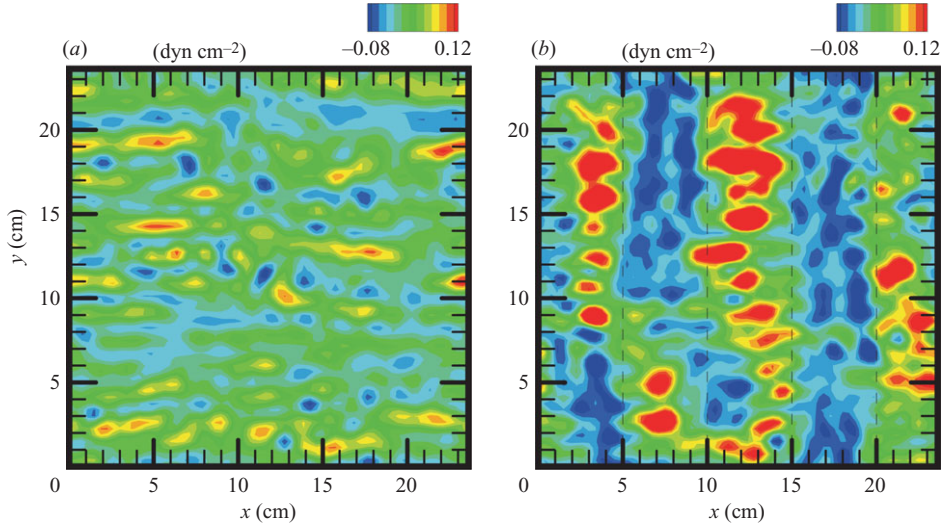 −0.08 0.12 −0.08 0.12
(a) (dyn cm−2) (b) (dyn cm−2)
20 20
15 15
y (cm)
10 10
5 5
0 5 10 15 20 0 5 10 15 20
x (cm) x (cm)